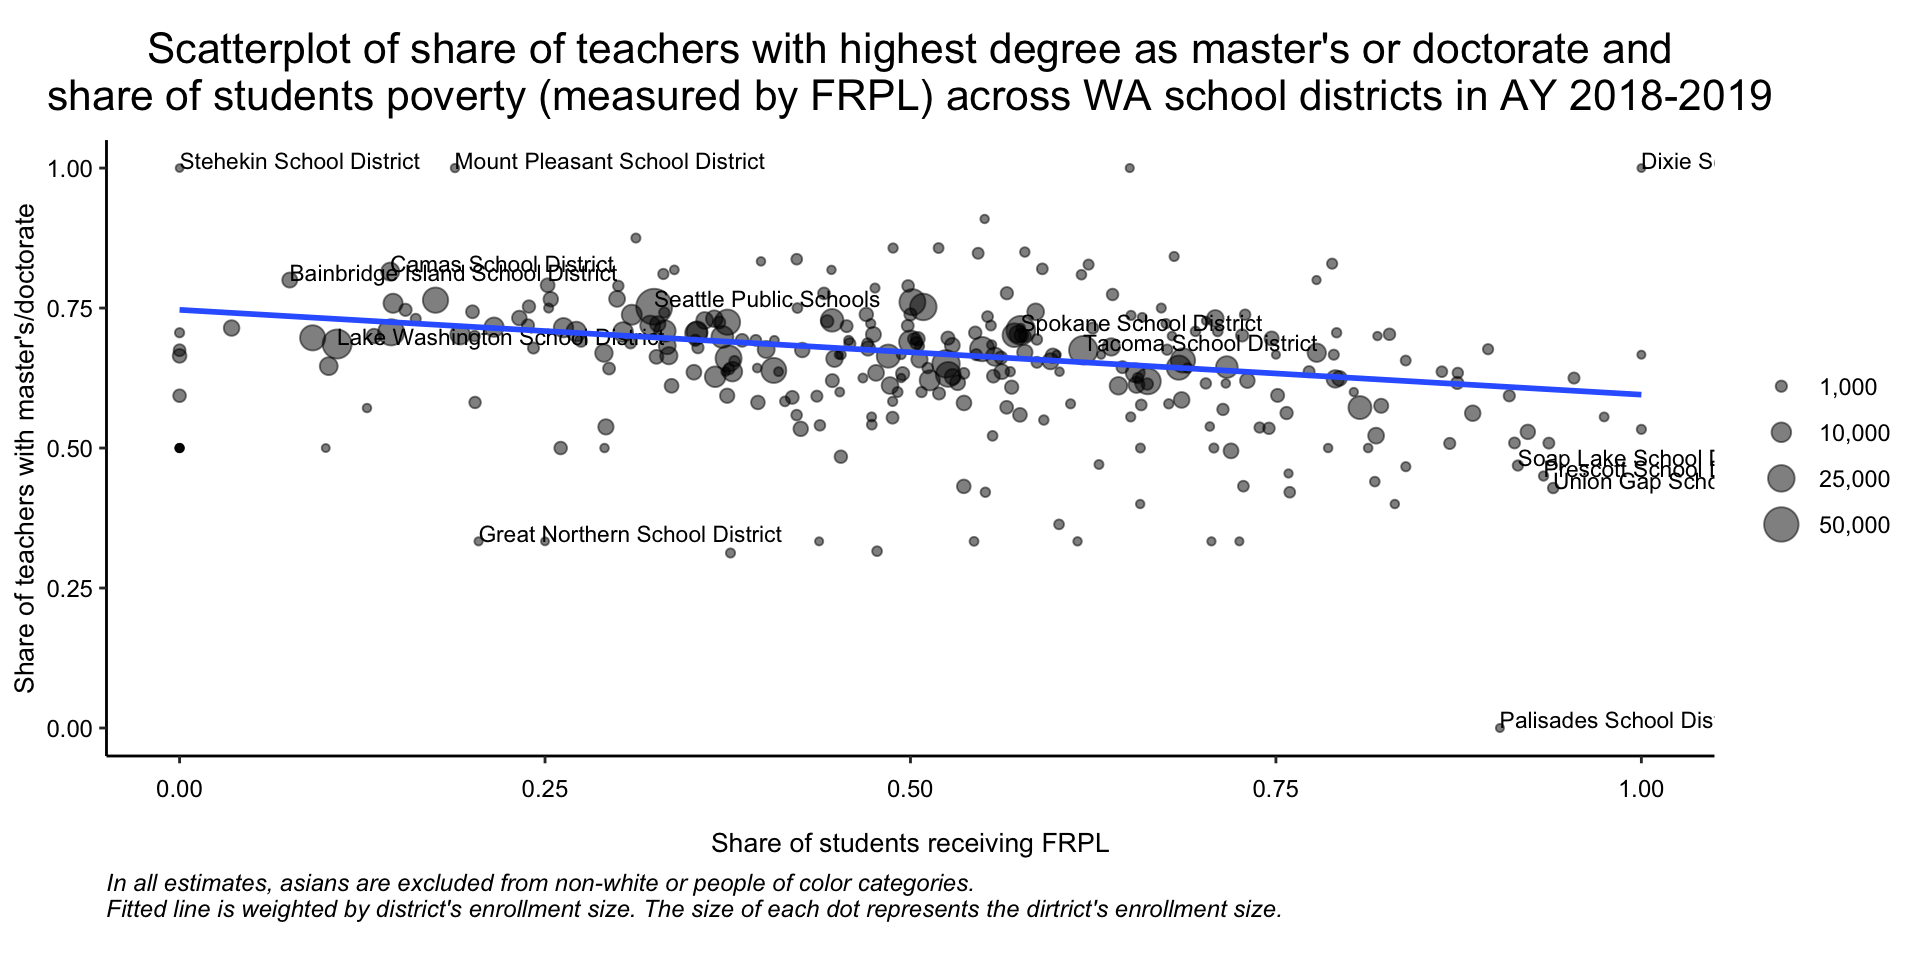 Scatterplot of share of teachers with highest degree as master's or doctorate and
share of students poverty (measured by FRPL) across WA school districts in AY 2018-2019
Share of teachers with master's/doctorate
1.00
0.75
0.50
0.25
0.00
Stehekin School District
Mount Pleasant School District
Dixie
Camas School District
Bainbridge Island School District
Seattle Public Schools
Spokane School District
Lake Washington School District
Tacoma School District
Soap Lake School
Prescott School
Union Gap
Great Northern School District
Palisades School
1,000
10,000
25,000
50,000
0.00
0.25
0.50
0.75
1.00
Share of students receiving FRPL
In all estimates, asians are excluded from non-white or people of color categories.
Fitted line is weighted by district's enrollment size. The size of each dot represents the dirtrict's enrollment size.